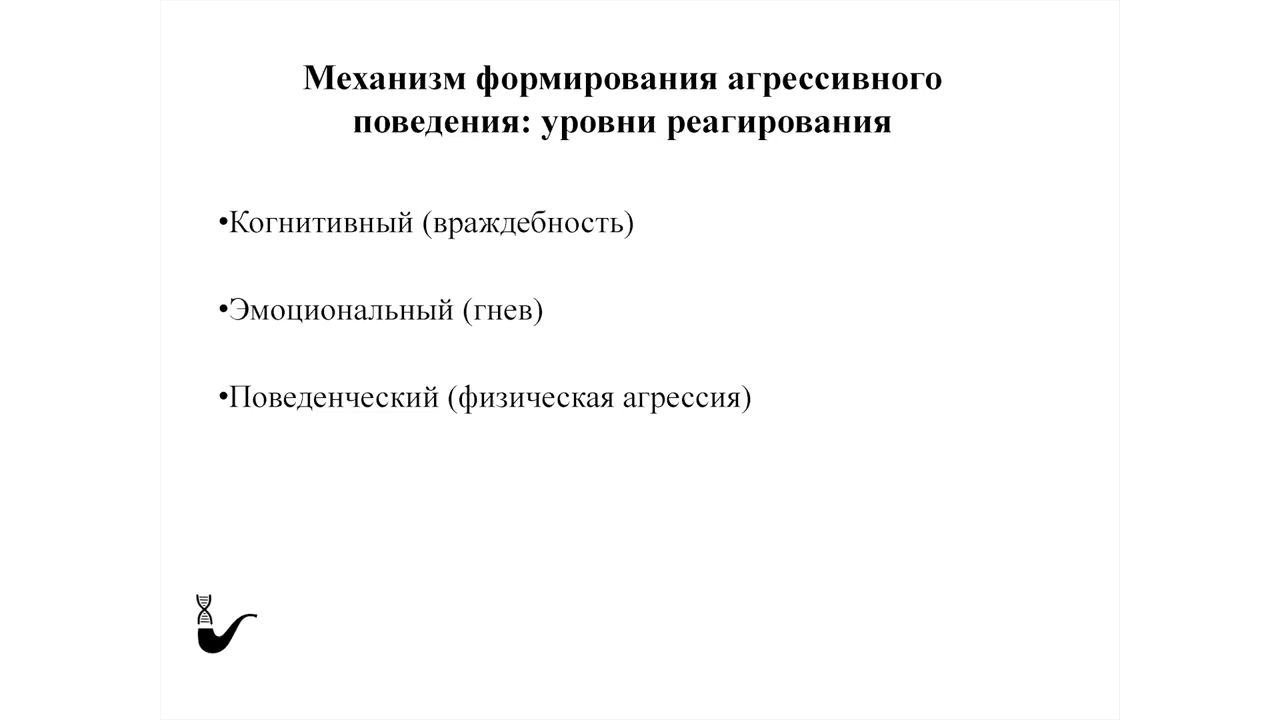 Механизм формирования агрессивного
поведения: уровни реагирования
•Когнитивный (враждебность)
•Эмоциональный (гнев)
•Поведенческий (физическая агрессия)